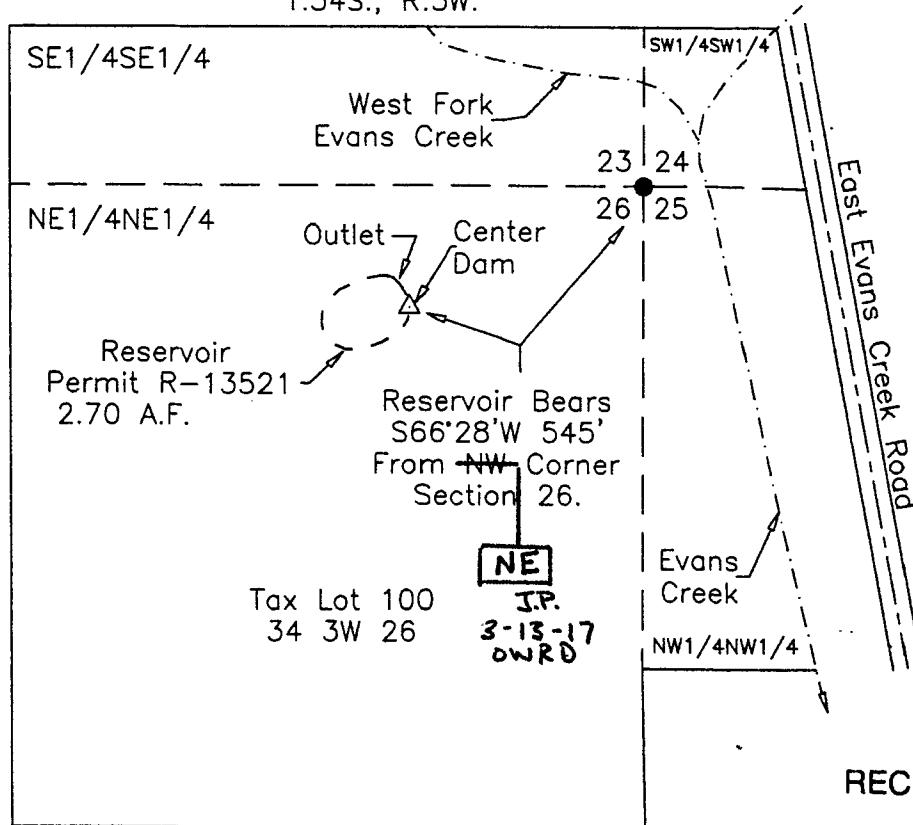 T.34S., R.3W.
SE1/4SE1/4
SW1/4SW1/4
West Fork
Evans Creek
23 24
26 25
NE1/4NE1/4
Outlet
Center
Dam
East Evans Creek Road
Reservoir
Permit R-13521
2.70 A.F.
Reservoir Bears
S66°28'W 545'
From NW Corner
Section 26.
NE
J.P.
3-13-17
OWRD
Tax Lot 100
34 3W 26
Evans
Creek
NW1/4NW1/4
REC